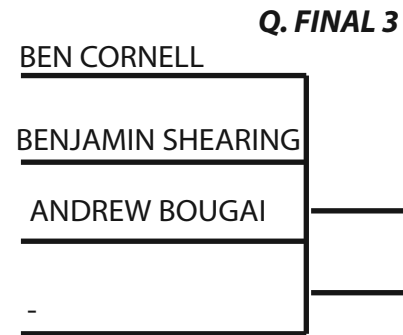 Q. FINAL 3
BEN CORNELL
BENJAMIN SHEARING
ANDREW BOUGAI
-